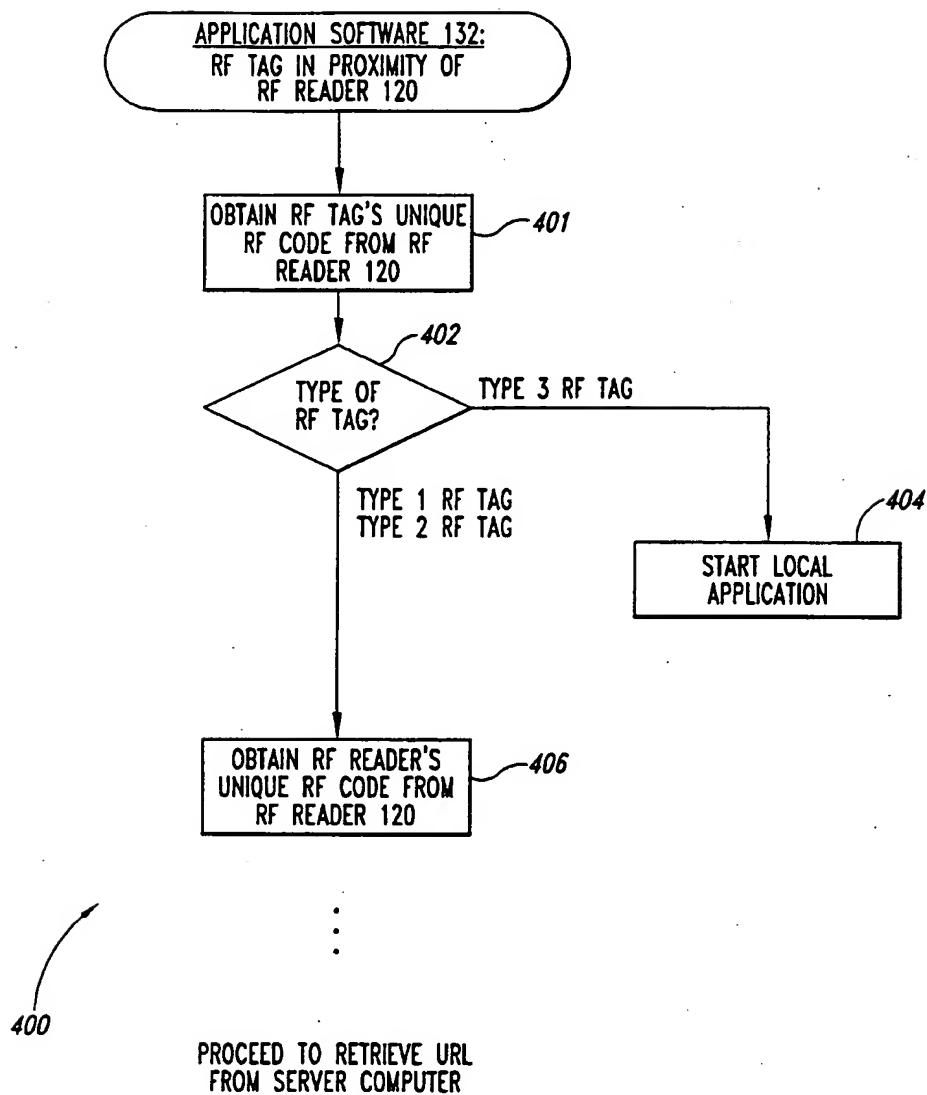 APPLICATION SOFTWARE 132:
RF TAG IN PROXIMITY OF
RF READER 120
OBTAIN RF TAG'S UNIQUE
RF CODE FROM RF
READER 120
401
402
TYPE OF
RF TAG?
TYPE 3 RF TAG
TYPE 1 RF TAG
TYPE 2 RF TAG
404
START LOCAL
APPLICATION
OBTAIN RF READER'S
UNIQUE RF CODE FROM
RF READER 120
406
400
PROCEED TO RETRIEVE URL
FROM SERVER COMPUTER